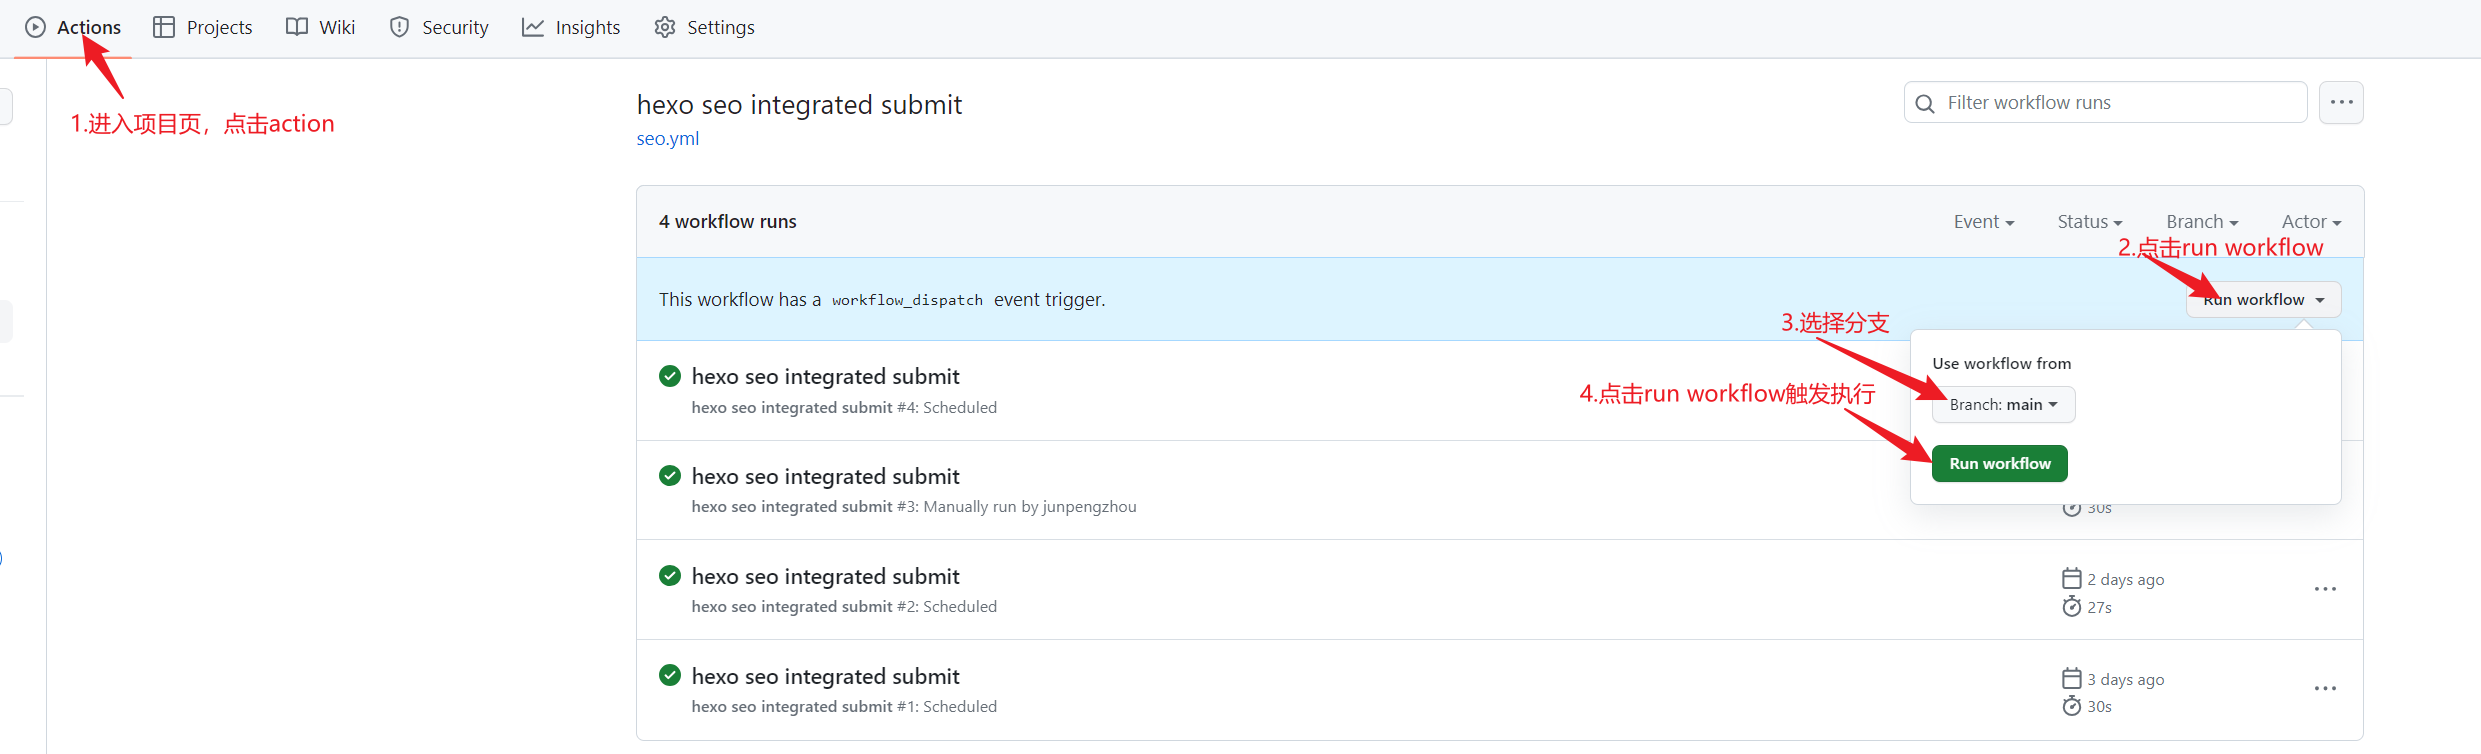 Actions Projects Wiki Security Insights Settings
1.进入项目页，点击action
hexo seo integrated submit
seo.yml
Filter workflow runs
4 workflow runs
Event Status Branch Actor
2.点击run workflow
This workflow has a workflow_dispatch event trigger.
Run workflow
3.选择分支
Use workflow from
Branch: main
4.点击run workflow触发执行
Run workflow
hexo seo integrated submit
hexo seo integrated submit #4: Scheduled
hexo seo integrated submit
hexo seo integrated submit #3: Manually run by junpengzhou
30s
hexo seo integrated submit
hexo seo integrated submit #2: Scheduled
2 days ago
27s
hexo seo integrated submit
hexo seo integrated submit #1: Scheduled
3 days ago
30s